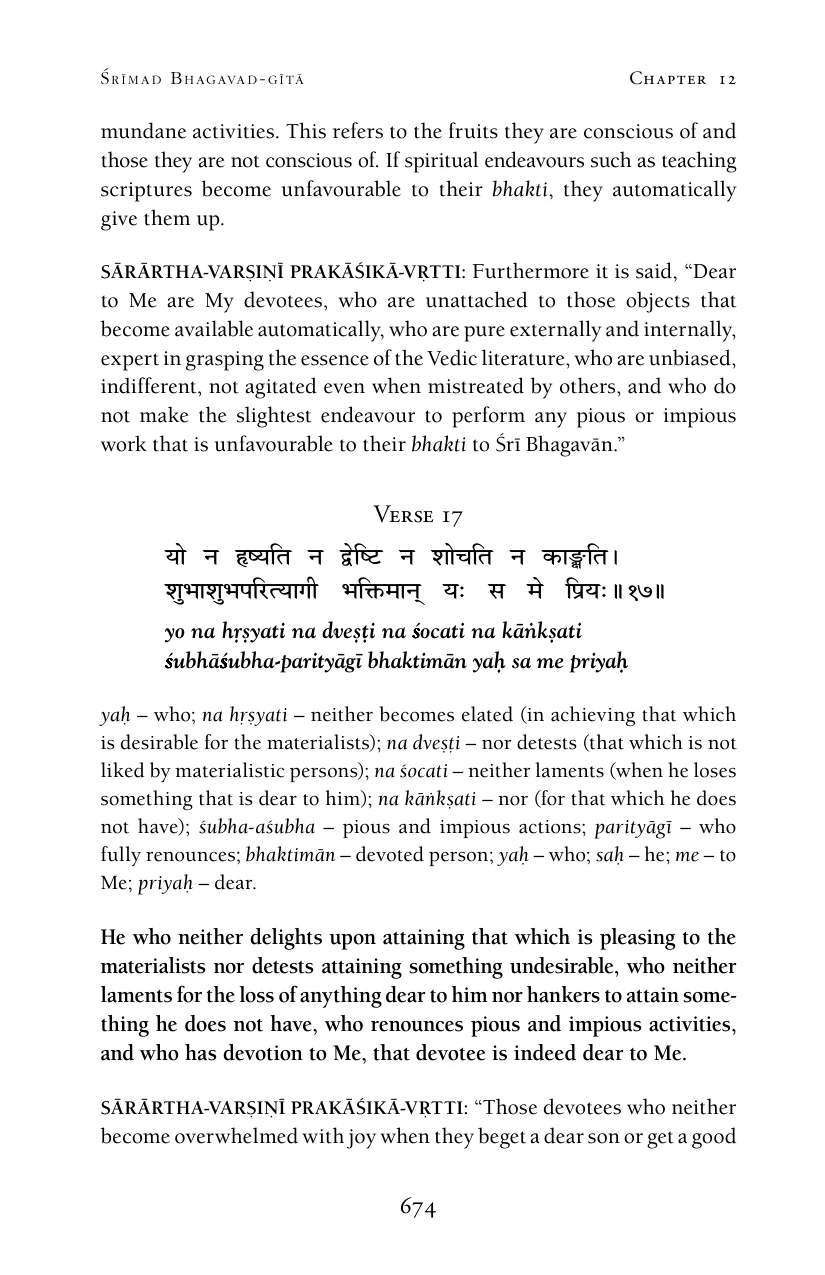 Śrīmad Bhagavad-gītā Chapter 12
mundane activities. This refers to the fruits they are conscious of and
those they are not conscious of. If spiritual endeavours such as teaching
scriptures become unfavourable to their bhakti, they automatically
give them up.
SĀRĀRTHA-VARṢIṆĪ PRAKĀŚIKĀ-VṚTTI: Furthermore it is said, “Dear
to Me are My devotees, who are unattached to those objects that
become available automatically, who are pure externally and internally,
expert in grasping the essence of the Vedic literature, who are unbiased,
indifferent, not agitated even when mistreated by others, and who do
not make the slightest endeavour to perform any pious or impious
work that is unfavourable to their bhakti to Śrī Bhagavān.”
Verse 17
यो न हृष्यति न द्वेष्टि न शोचति न काङ्क्षति।
शुभाशुभपरित्यागी भक्तिमान् यः स मे प्रियः॥१७॥
yo na hṛṣyati na dveṣṭi na śocati na kāṅkṣati
śubhāśubha-parityāgī bhaktimān yaḥ sa me priyaḥ
yaḥ – who; na hṛṣyati – neither becomes elated (in achieving that which
is desirable for the materialists); na dveṣṭi – nor detests (that which is not
liked by materialistic persons); na śocati – neither laments (when he loses
something that is dear to him); na kāṅkṣati – nor (for that which he does
not have); śubha-aśubha – pious and impious actions; parityāgī – who
fully renounces; bhaktimān – devoted person; yaḥ – who; saḥ – he; me – to
Me; priyaḥ – dear.
He who neither delights upon attaining that which is pleasing to the
materialists nor detests attaining something undesirable, who neither
laments for the loss of anything dear to him nor hankers to attain some-
thing he does not have, who renounces pious and impious activities,
and who has devotion to Me, that devotee is indeed dear to Me.
SĀRĀRTHA-VARṢIṆĪ PRAKĀŚIKĀ-VṚTTI: “Those devotees who neither
become overwhelmed with joy when they beget a dear son or get a good
674